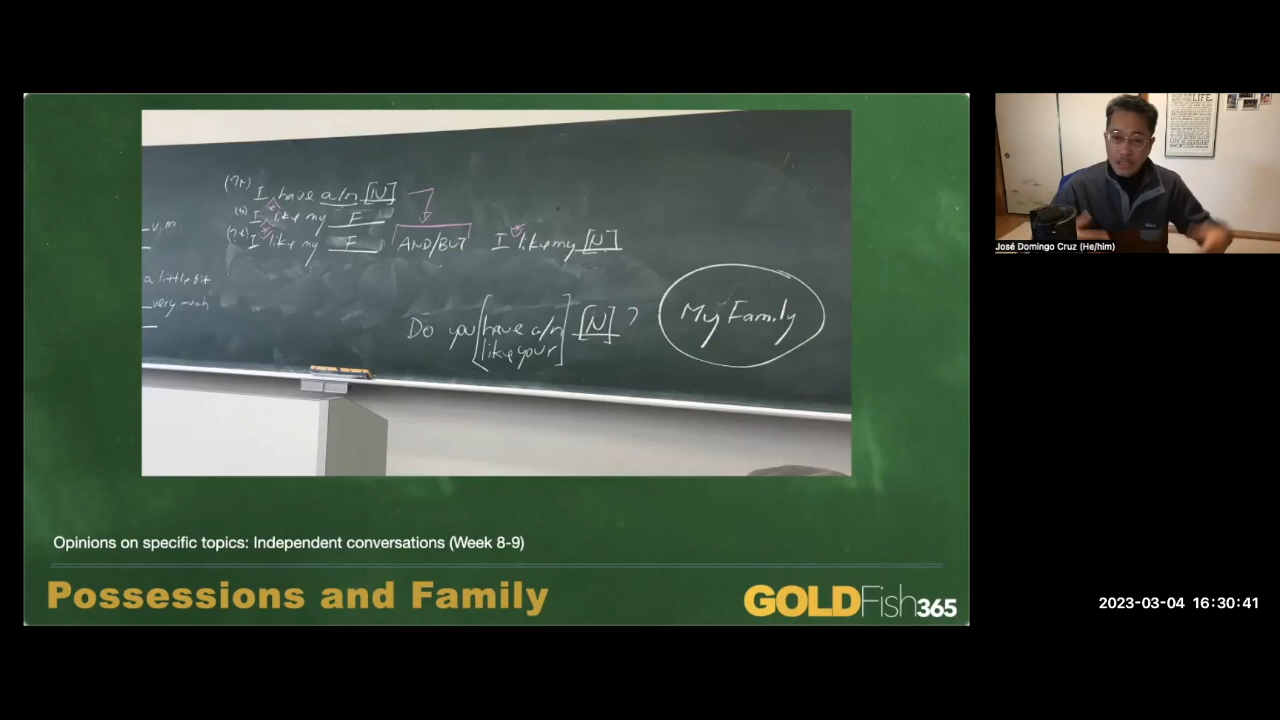 I have a/n [N]
I like my F
I like my F AND/BUT I like my [N]
v.m.
a little bit
very much
Do you [have a/n] [N]?
[like your]
My Family
Opinions on specific topics: Independent conversations (Week 8-9)
Possessions and Family
GOLDFish365
LIFE.
José Domingo Cruz (He/him)
2023-03-04 16:30:41